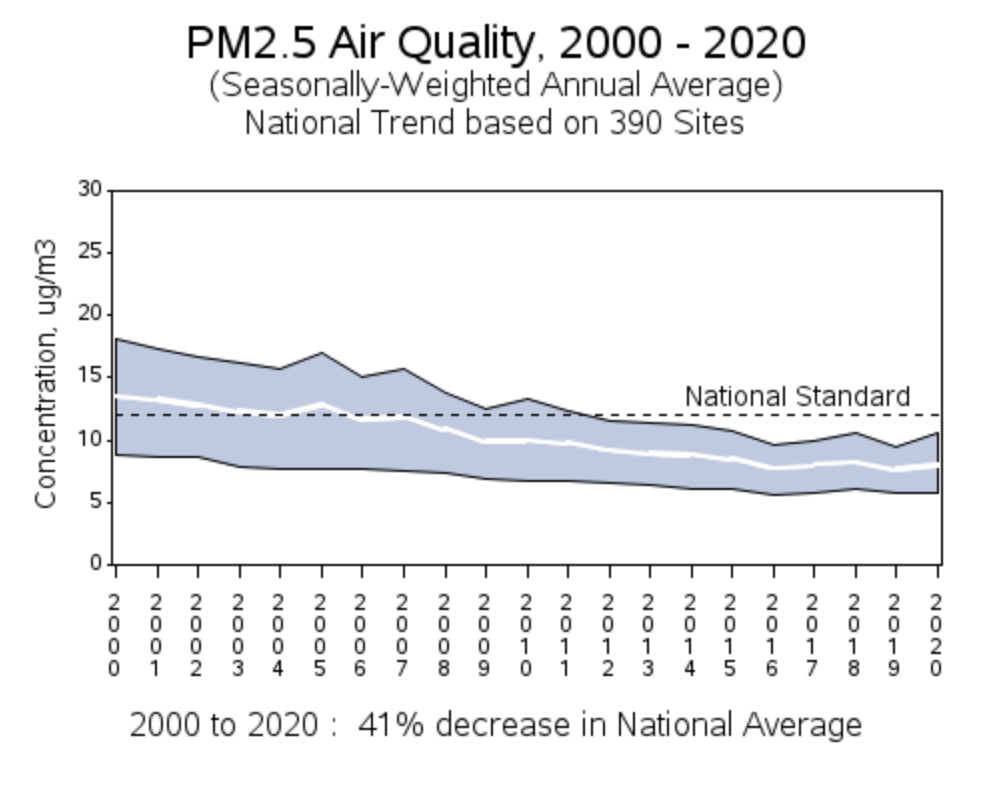 PM2.5 Air Quality, 2000 - 2020
(Seasonally-Weighted Annual Average)
National Trend based on 390 Sites
Concentration, ug/m3
30
25
20
15
10
5
0
National Standard
2000 2001 2002 2003 2004 2005 2006 2007 2008 2009 2010 2011 2012 2013 2014 2015 2016 2017 2018 2019 2020
2000 to 2020 : 41% decrease in National Average